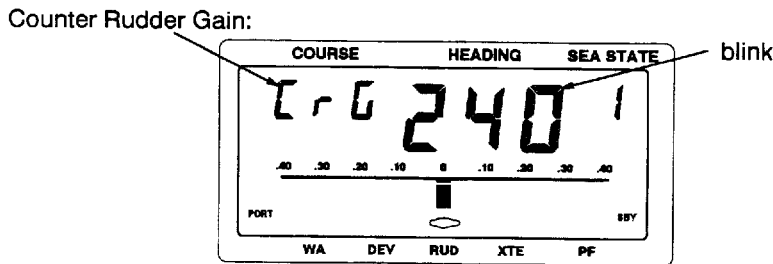 Counter Rudder Gain:
COURSE HEADING SEA STATE
blink
CrG 240 1
.40 .30 .20 .10 0 .10 .20 .30 .40
PORT SBY
WA DEV RUD XTE PF